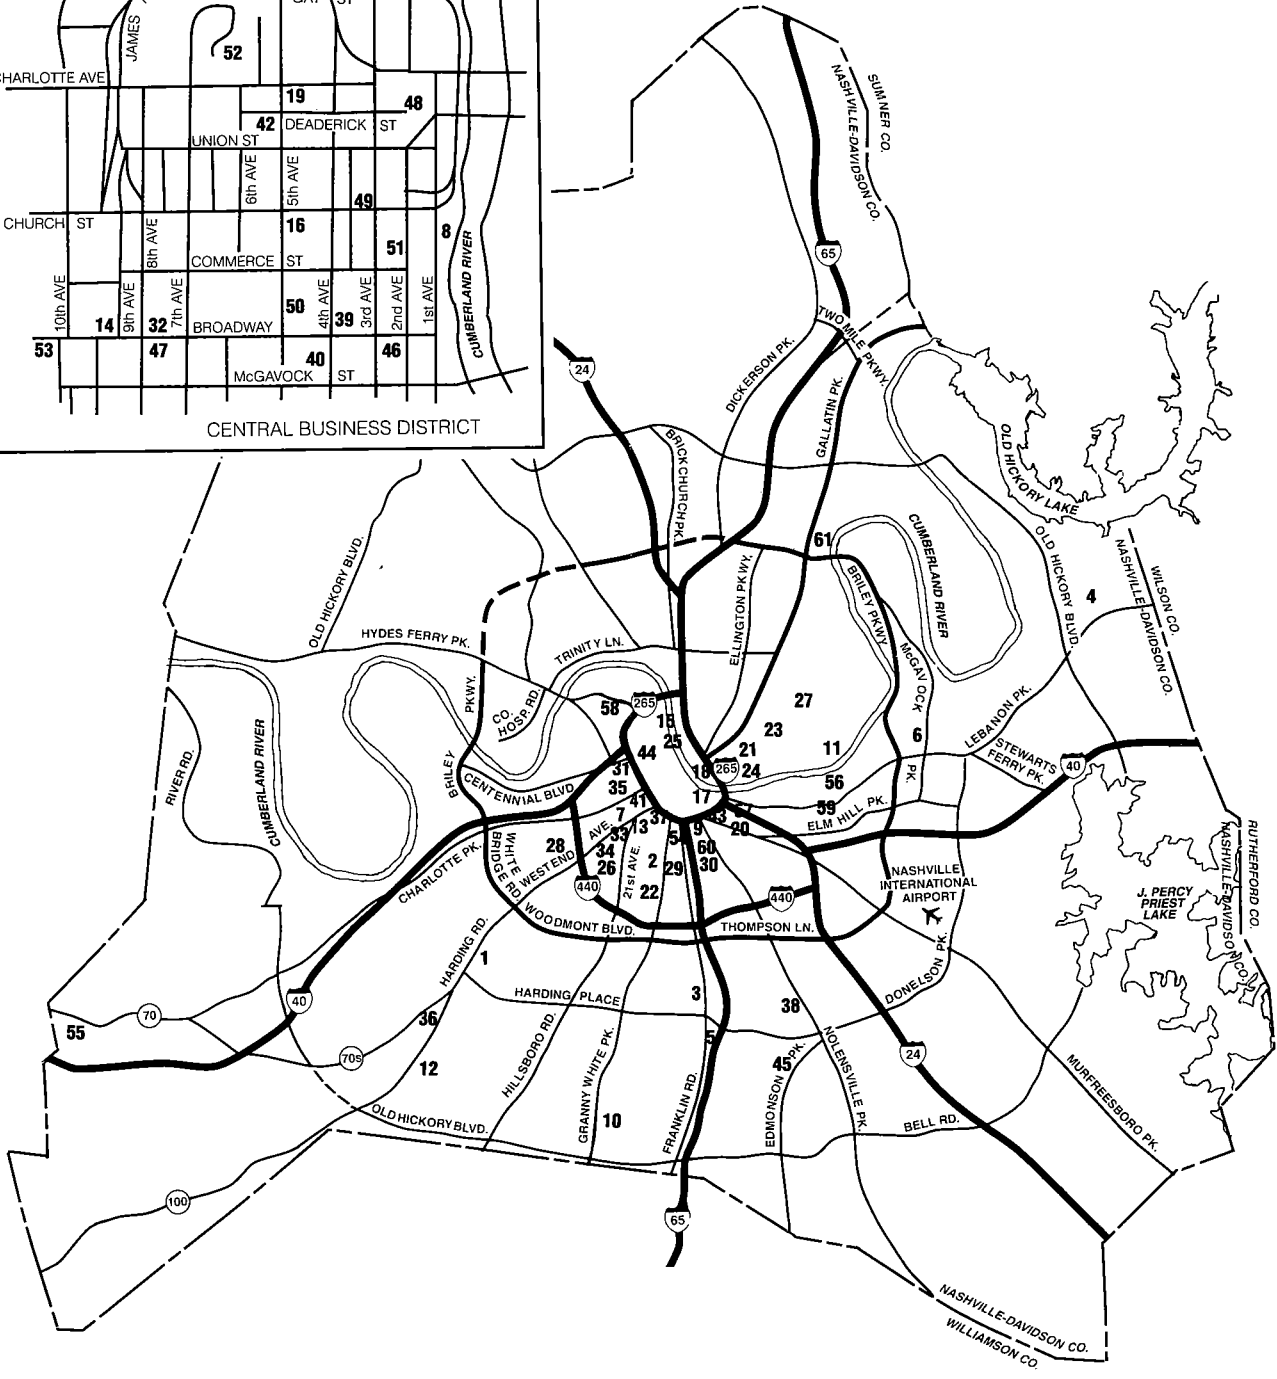 JAMES
ST
52
CHARLOTTE AVE
19
48
42
DEADERICK ST
UNION ST
6th AVE
5th AVE
49
CHURCH ST
8th AVE
16
8
51
COMMERCE ST
10th AVE
9th AVE
7th AVE
4th AVE
3rd AVE
2nd AVE
1st AVE
CUMBERLAND RIVER
50
14
32
BROADWAY
39
53
47
40
46
McGAVOCK ST
CENTRAL BUSINESS DISTRICT
SUMNER CO.
NASHVILLE-DAVIDSON CO.
65
TWO MILE PKWY.
24
DICKERSON PK.
GALLATIN PK.
BRICK CHURCH PK.
OLD HICKORY LAKE
61
CUMBERLAND RIVER
OLD HICKORY BLVD.
NASHVILLE-DAVIDSON CO.
WILSON CO.
4
OLD HICKORY BLVD.
ELLINGTON PKWY.
BRILEY PKWY
HYDES FERRY PK.
TRINITY LN.
McGAVOCK PK.
BRILEY PKWY.
CO. HOSP. RD.
58
265
15
27
23
6
LEBANON PK.
STEWARTS
FERRY PK.
40
RIVER RD.
CUMBERLAND RIVER
25
44
21
11
18
265
24
31
CENTENNIAL BLVD
35
56
41
17
59
ELM HILL PK.
7
37
13
33
9
20
AVE.
WEST END
28
34
26
21st AVE.
2
29
60
30
22
WHITE
BRIDGE RD
CHARLOTTE PK.
440
440
NASHVILLE
INTERNATIONAL
AIRPORT
J. PERCY
PRIEST
LAKE
RUTHERFORD CO.
NASHVILLE-DAVIDSON CO.
WOODMONT BLVD.
THOMPSON LN.
HARDING RD.
1
DONELSON PK.
40
HARDING PLACE
3
38
70
55
36
5
70S
12
HILLSBORO RD.
GRANNY WHITE PK.
FRANKLIN RD.
45
EDMONSON PK.
NOLENSVILLE PK.
24
MURFREESBORO PK.
OLD HICKORY BLVD.
10
BELL RD.
100
65
NASHVILLE-DAVIDSON CO.
WILLIAMSON CO.